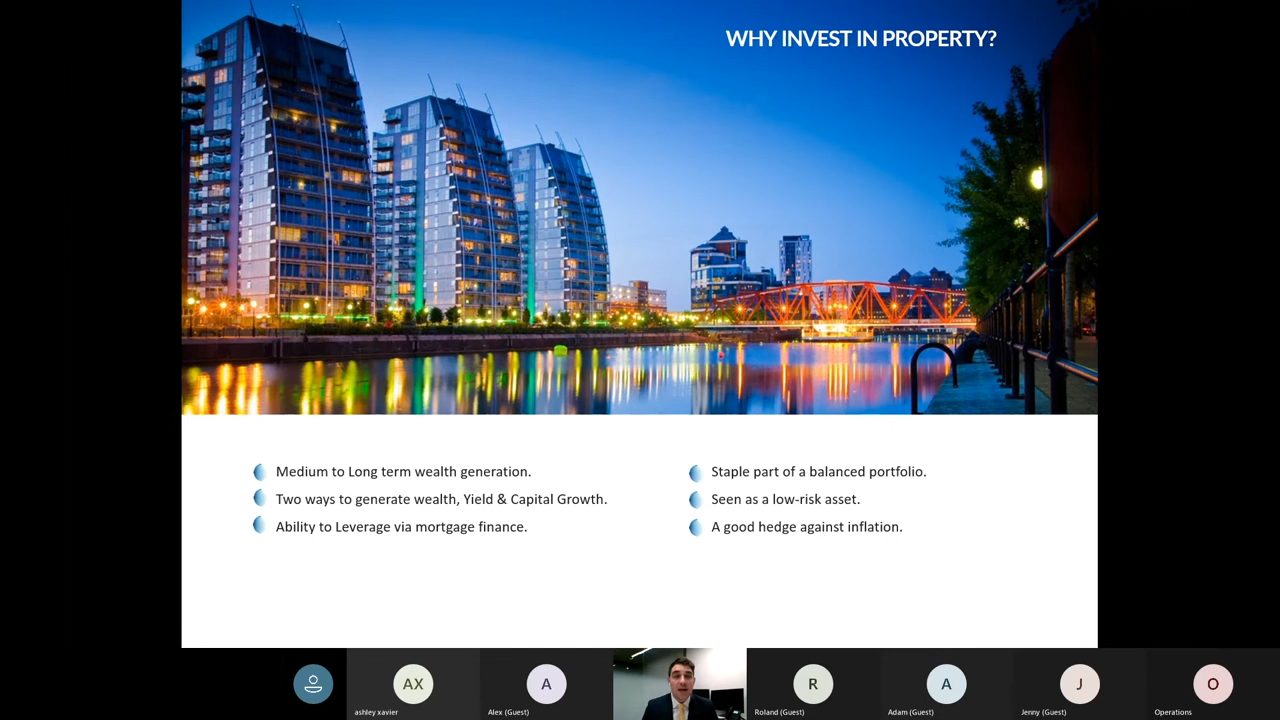 WHY INVEST IN PROPERTY?
Medium to Long term wealth generation.
Two ways to generate wealth, Yield & Capital Growth.
Ability to Leverage via mortgage finance.
Staple part of a balanced portfolio.
Seen as a low-risk asset.
A good hedge against inflation.
AX
A
R
A
J
O
ashley xavier
Alex (Guest)
Roland (Guest)
Adam (Guest)
Jenny (Guest)
Operations